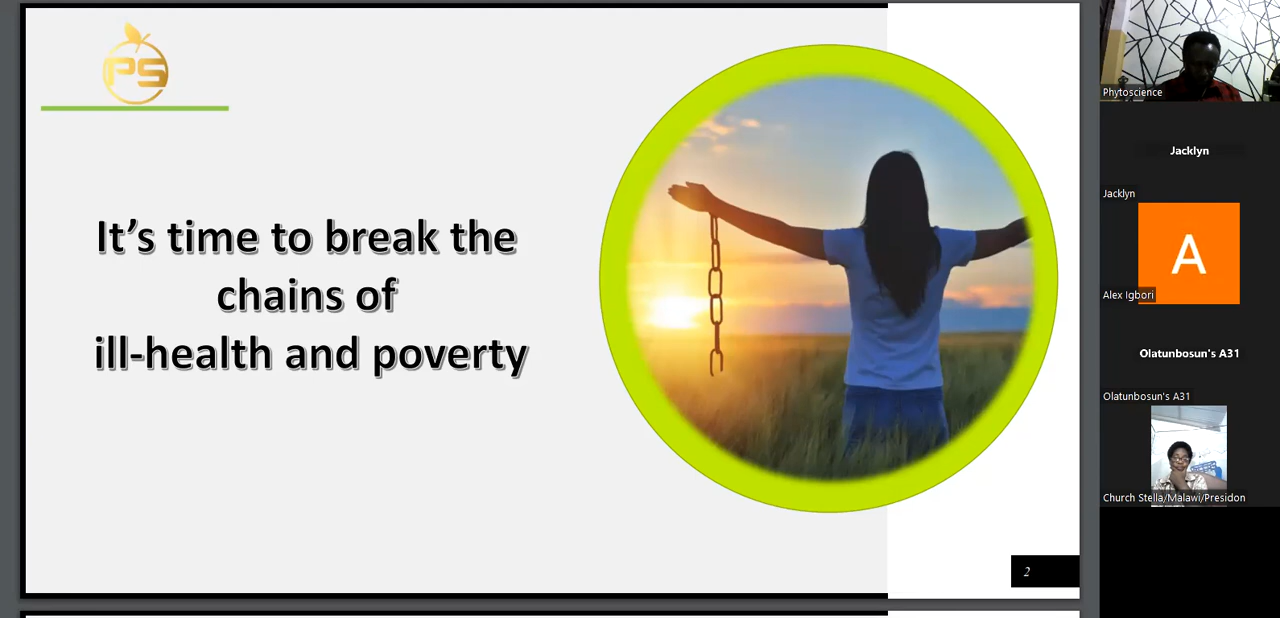 PS
It's time to break the
chains of
ill-health and poverty
2
Phytoscience
Jacklyn
Jacklyn
A
Alex Igbori
Olatunbosun's A31
Olatunbosun's A31
Church Stella/Malawi/Presidon